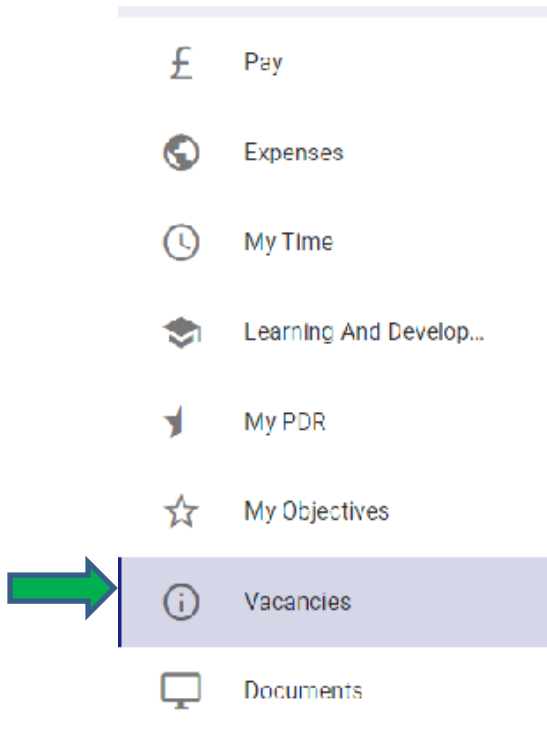 £ Pay
Expenses
My Time
Learning And Develop...
My PDR
My Objectives
Vacancies
Documents